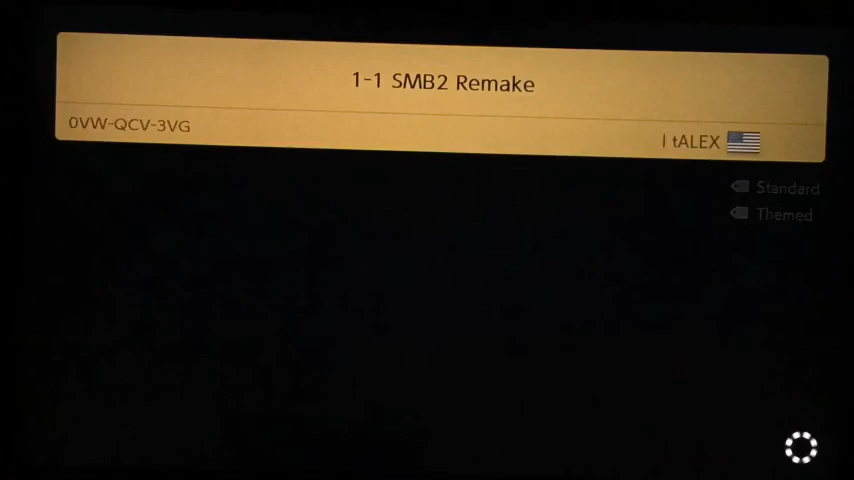 1-1 SMB2 Remake
0VW-QCV-3VG
l tALEX
Standard
Themed